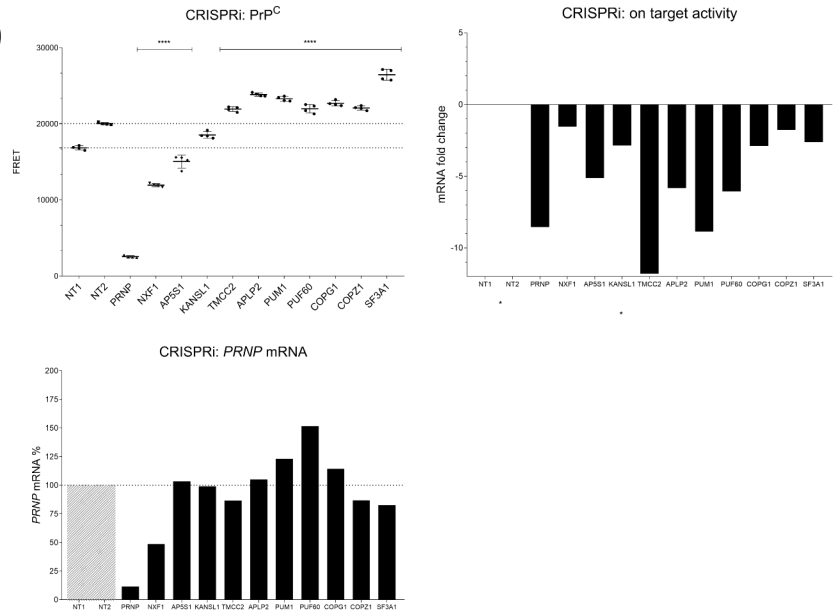 )
CRISPRi: PrPC
CRISPRi: on target activity
**** ****
30000
20000
10000
0
FRET
NT1 NT2 PRNP NXF1 AP5S1 KANSL1 TMCC2 APLP2 PUM1 PUF60 COPG1 COPZ1 SF3A1
5
0
-5
-10
mRNA fold change
NT1 NT2 PRNP NXF1 AP5S1 KANSL1 TMCC2 APLP2 PUM1 PUF60 COPG1 COPZ1 SF3A1
*
*
CRISPRi: PRNP mRNA
200
175
150
125
100
75
50
25
0
PRNP mRNA %
NT1 NT2 PRNP NXF1 AP5S1 KANSL1 TMCC2 APLP2 PUM1 PUF60 COPG1 COPZ1 SF3A1